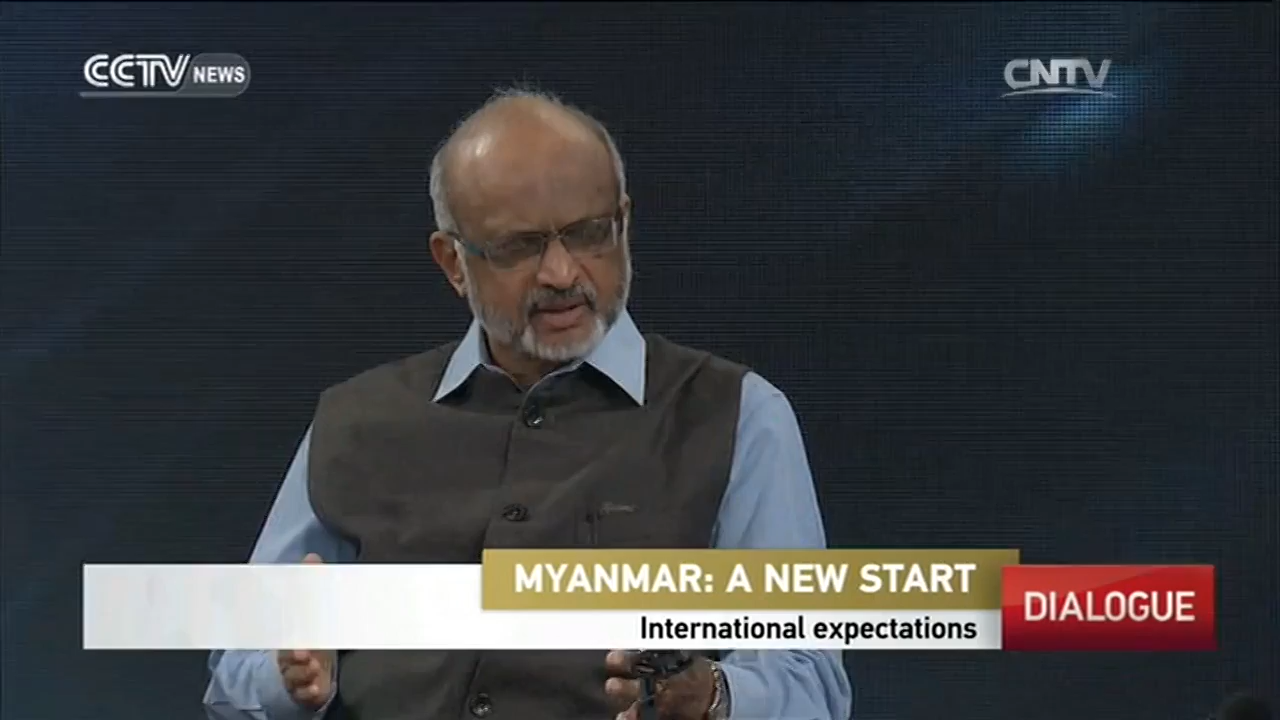 CCTV NEWS
CNTV
MYANMAR: A NEW START
International expectations
DIALOGUE